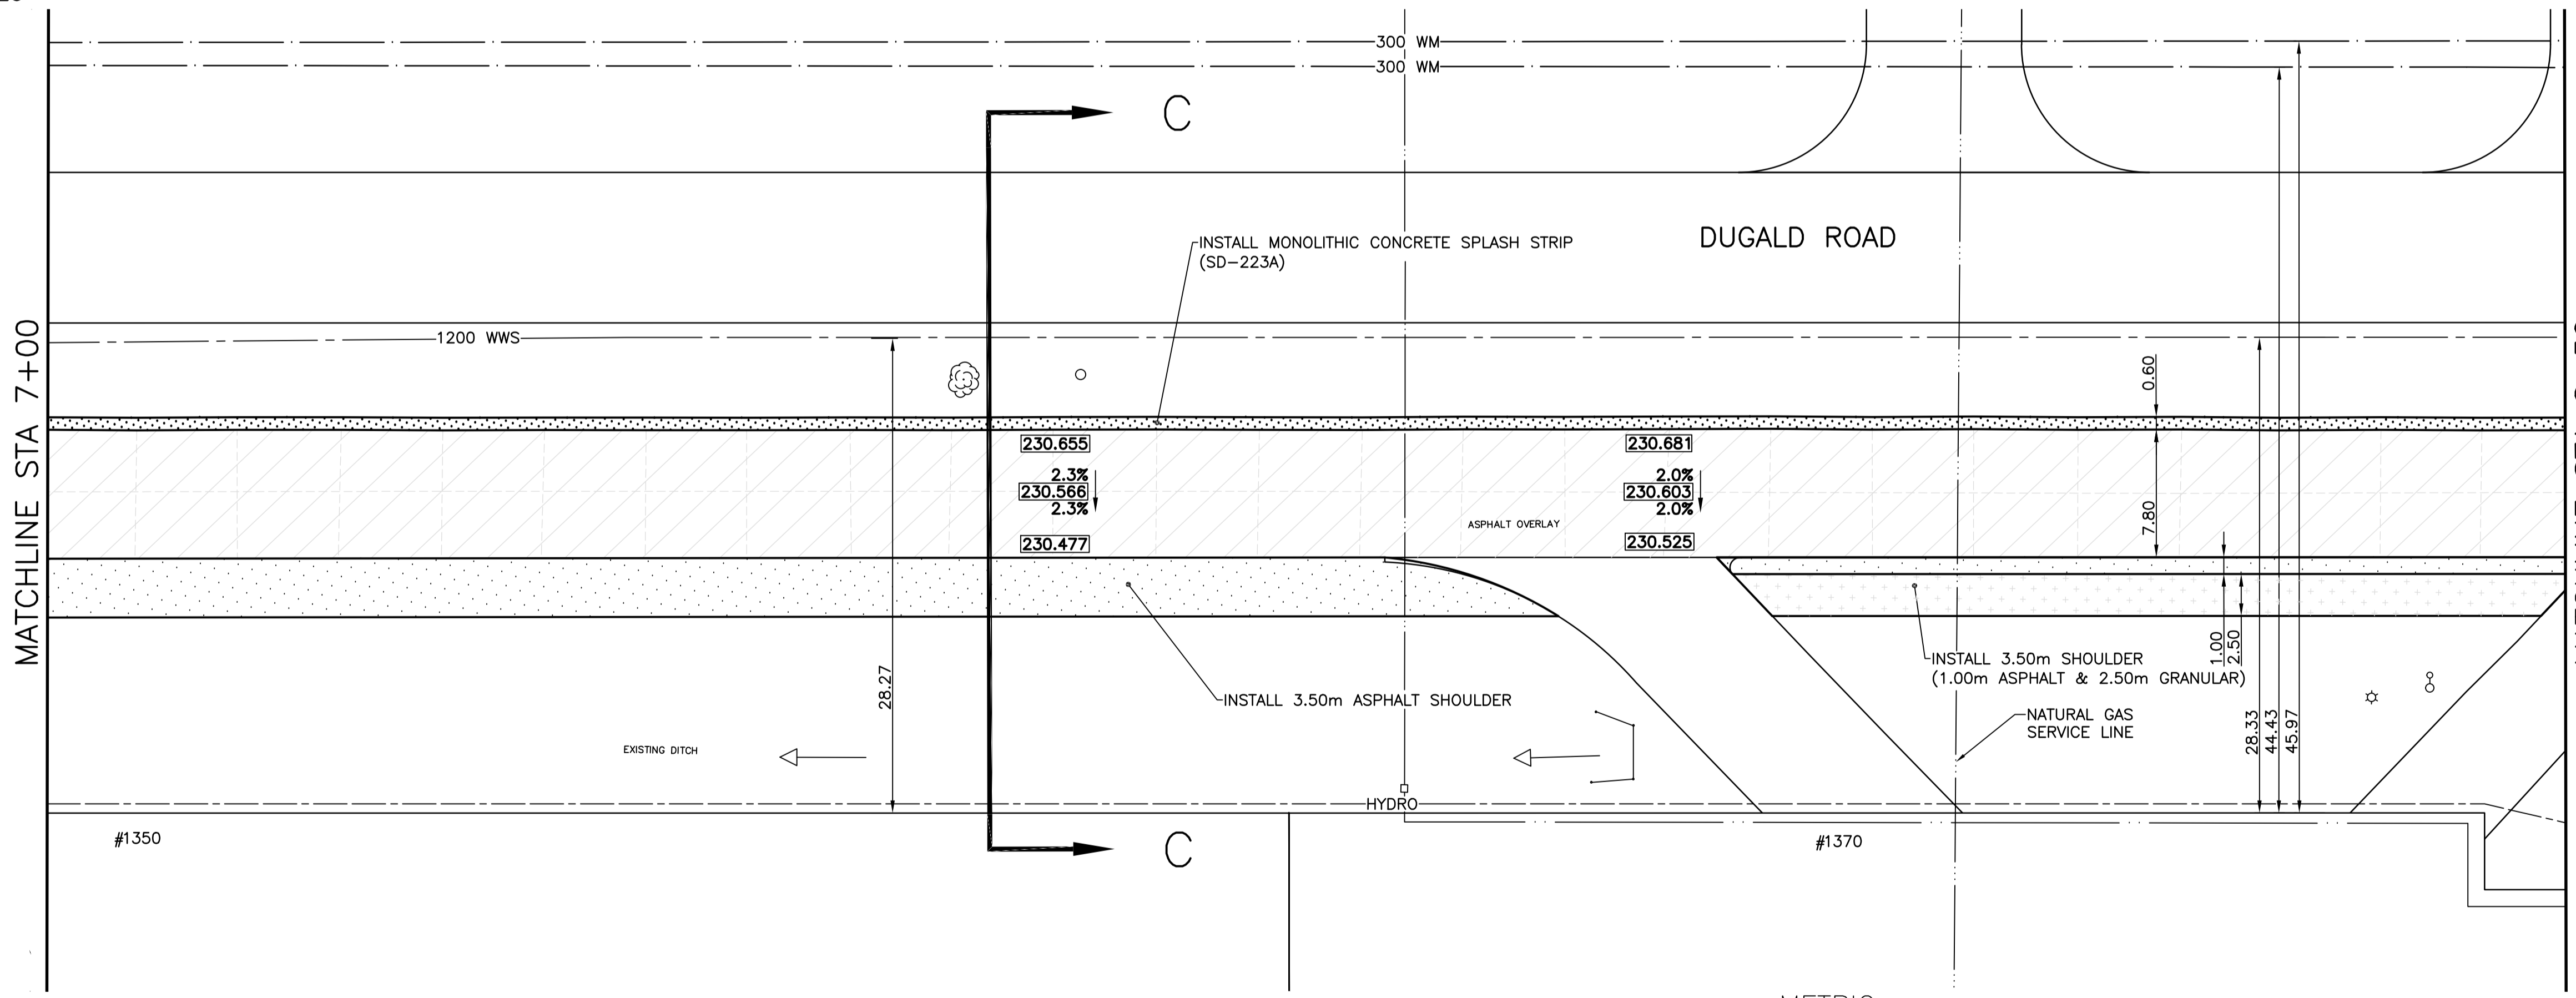 300 WM
300 WM
C
DUGALD ROAD
INSTALL MONOLITHIC CONCRETE SPLASH STRIP
(SD-223A)
MATCHLINE STA 7+00
1200 WWS
0.60
230.655
230.681
2.3%
2.0%
230.566
230.603
2.3%
2.0%
7.80
ASPHALT OVERLAY
230.477
230.525
1.00
2.50
INSTALL 3.50m SHOULDER
(1.00m ASPHALT & 2.50m GRANULAR)
28.27
INSTALL 3.50m ASPHALT SHOULDER
NATURAL GAS
SERVICE LINE
28.33
44.43
45.97
EXISTING DITCH
HYDRO
#1350
#1370
C